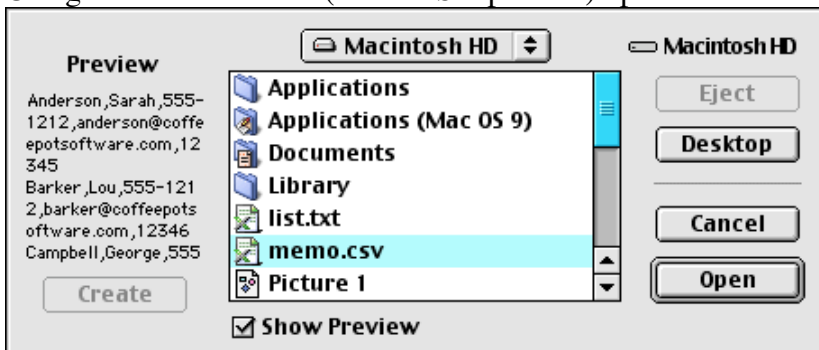 Macintosh HD
Macintosh HD
Preview
Anderson,Sarah,555-
1212,anderson@coffe
epotsoftware.com,12
345
Barker,Lou,555-121
2,barker@coffeepots
oftware.com,12346
Campbell,George,555
Create
Applications
Applications (Mac OS 9)
Documents
Library
list.txt
memo.csv
Picture 1
Show Preview
Eject
Desktop
Cancel
Open